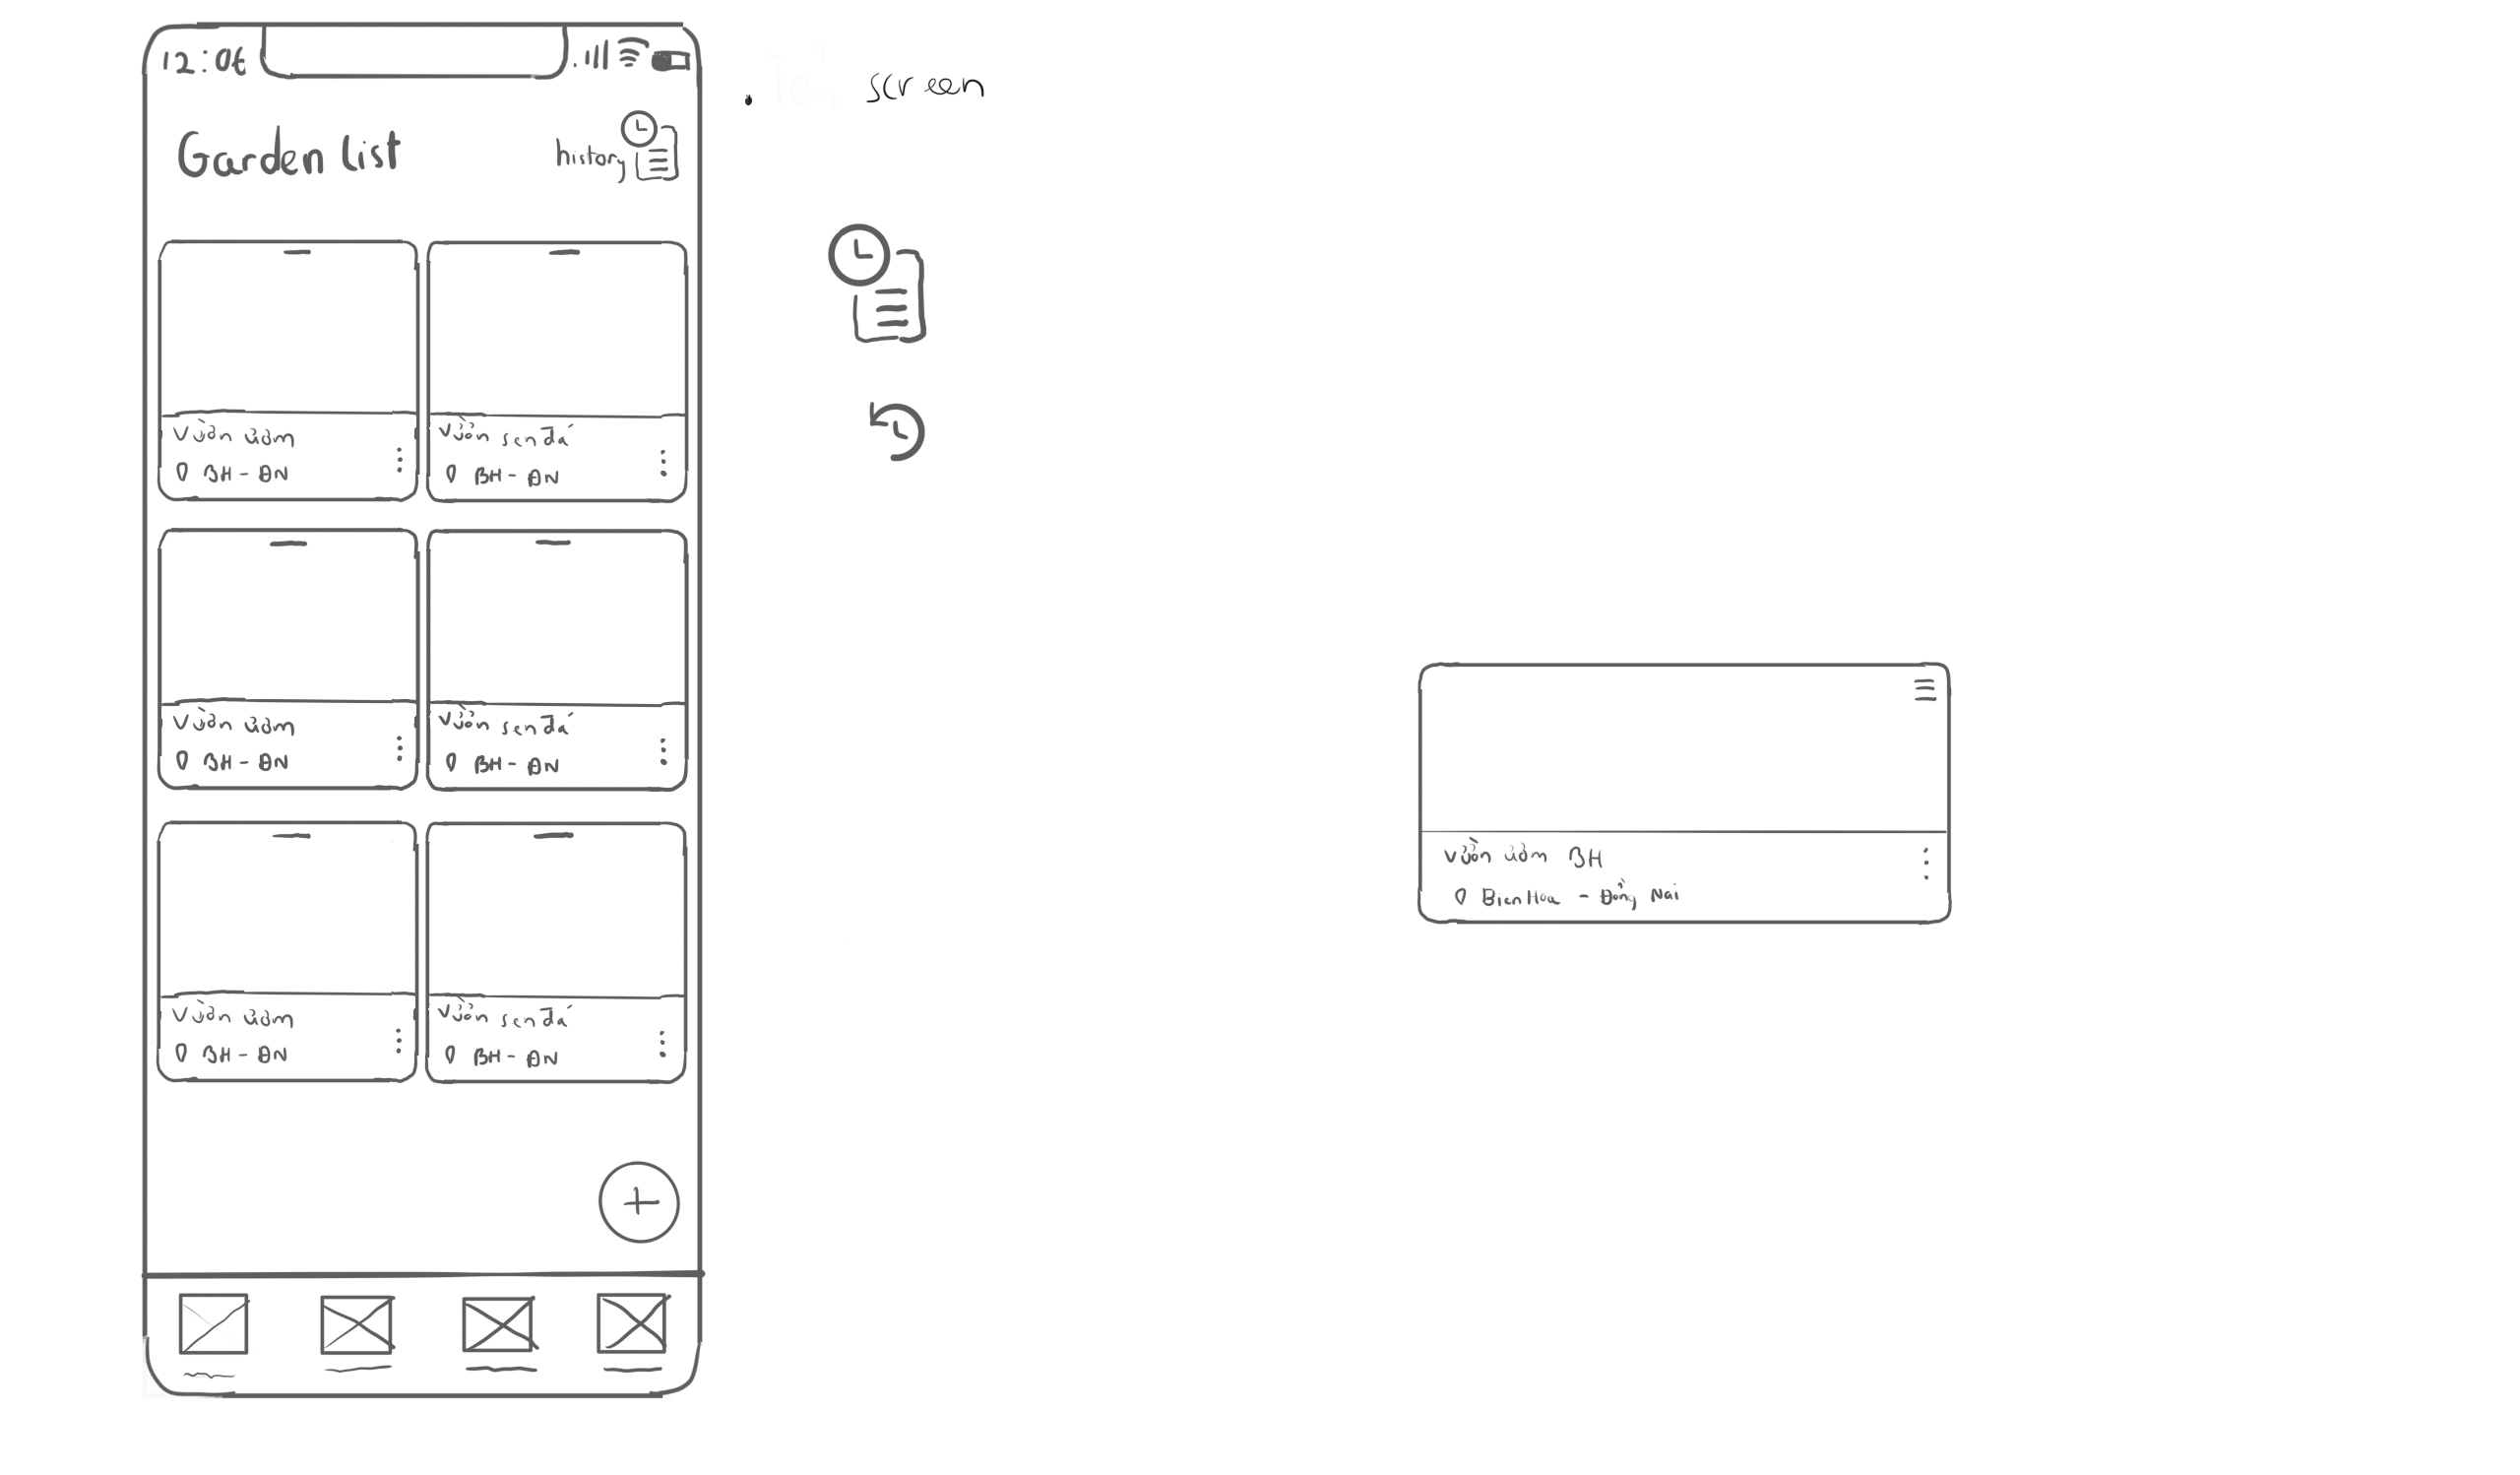 12:06
Garden list
history
Vườn ươm
BH - ĐN
Vườn sen đá
BH - ĐN
Vườn ươm
BH - ĐN
Vườn sen đá
BH - ĐN
Vườn ươm
BH - ĐN
Vườn sen đá
BH - ĐN
. Tên screen
Vườn ươm BH
Bien Hoa - Đồng Nai